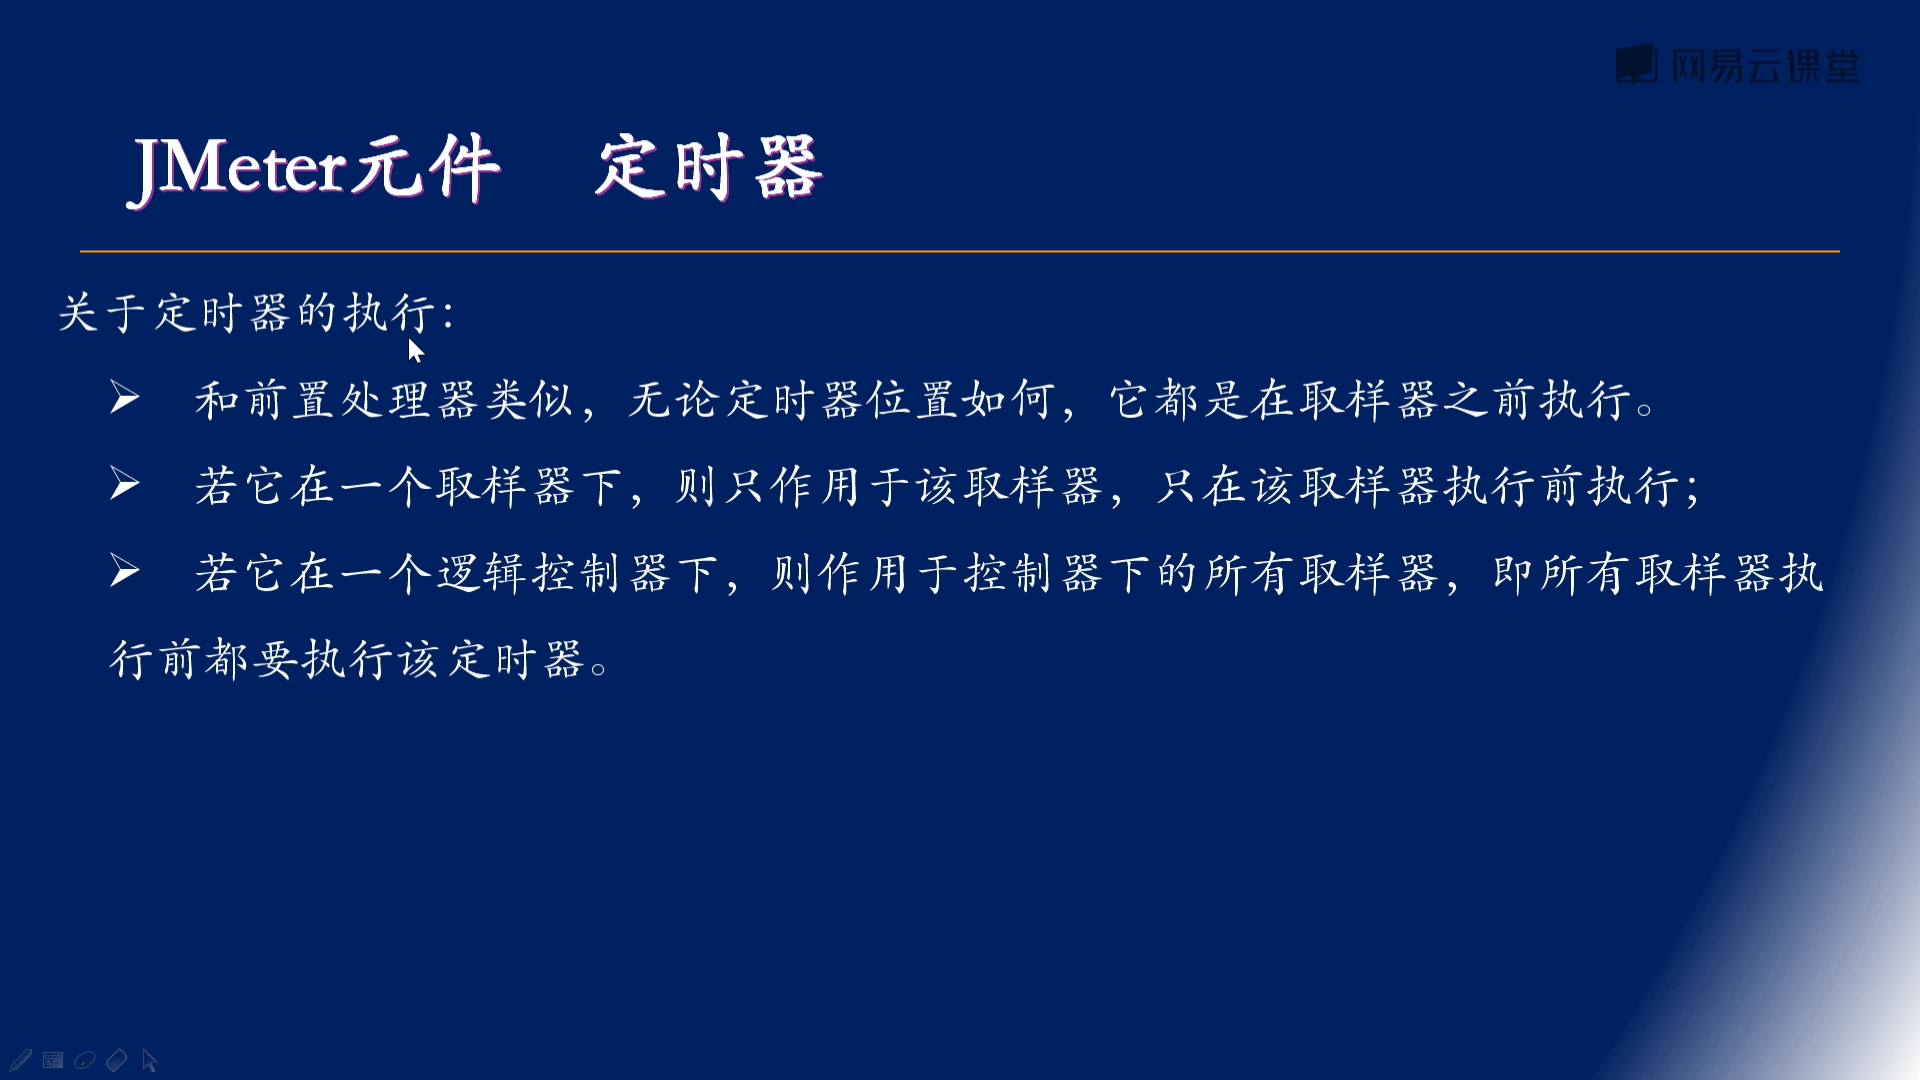 网易云课堂
JMeter元件 定时器
关于定时器的执行：
➢ 和前置处理器类似，无论定时器位置如何，它都是在取样器之前执行。
➢ 若它在一个取样器下，则只作用于该取样器，只在该取样器执行前执行；
➢ 若它在一个逻辑控制器下，则作用于控制器下的所有取样器，即所有取样器执
行前都要执行该定时器。